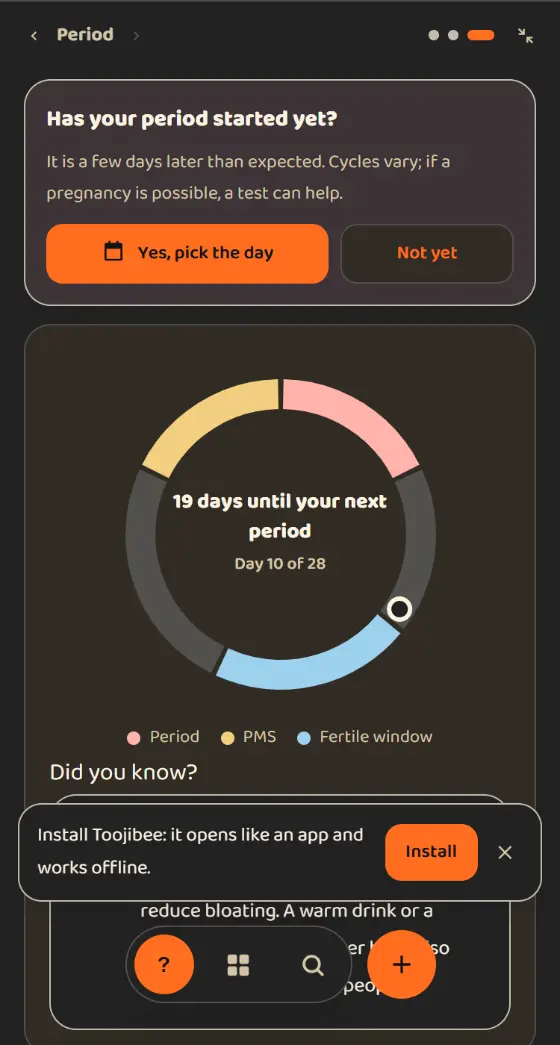 Period
Has your period started yet?
It is a few days later than expected. Cycles vary; if a
pregnancy is possible, a test can help.
Yes, pick the day
Not yet
19 days until your next
period
Day 10 of 28
Period
PMS
Fertile window
Did you know?
Install Toojibee: it opens like an app and
works offline.
Install
reduce bloating. A warm drink or a
?
+